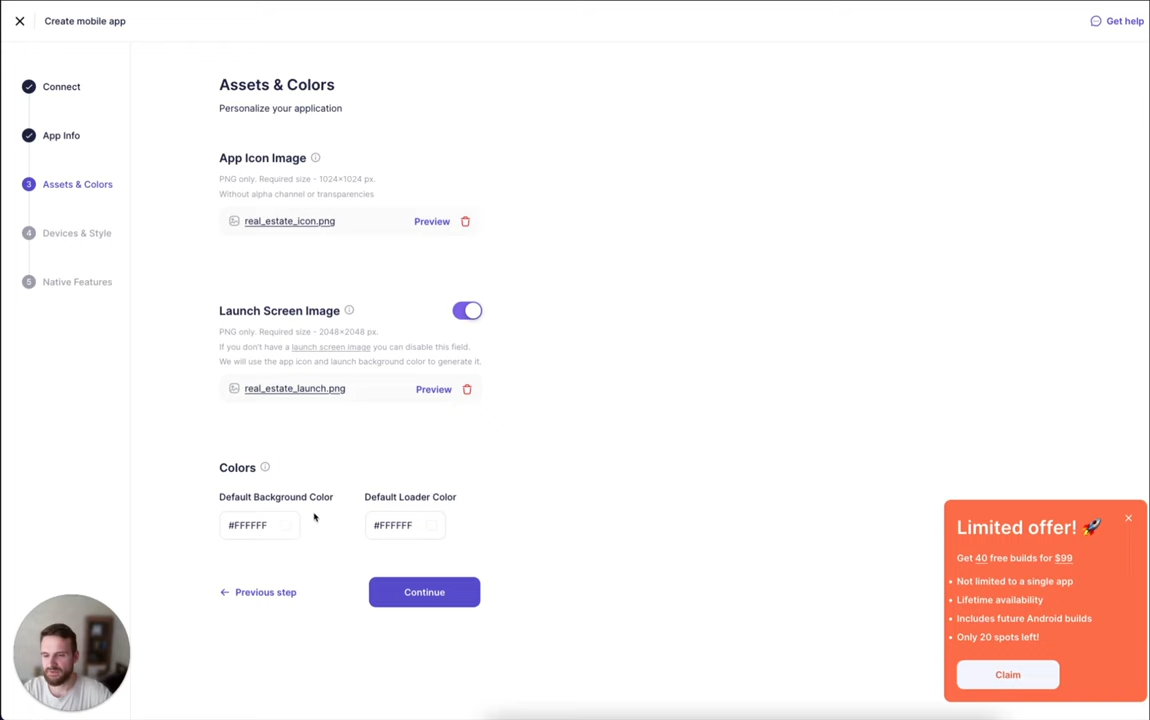 Create mobile app
Get help
Connect
App Info
3 Assets & Colors
4 Devices & Style
5 Native Features
Assets & Colors
Personalize your application
App Icon Image
PNG only. Required size - 1024×1024 px.
Without alpha channel or transparencies
real_estate_icon.png Preview
Launch Screen Image
PNG only. Required size - 2048×2048 px.
If you don't have a launch screen image you can disable this field.
We will use the app icon and launch background color to generate it.
real_estate_launch.png Preview
Colors
Default Background Color Default Loader Color
#FFFFFF #FFFFFF
Previous step Continue
Limited offer! 🚀
Get 40 free builds for $99
• Not limited to a single app
• Lifetime availability
• Includes future Android builds
• Only 20 spots left!
Claim